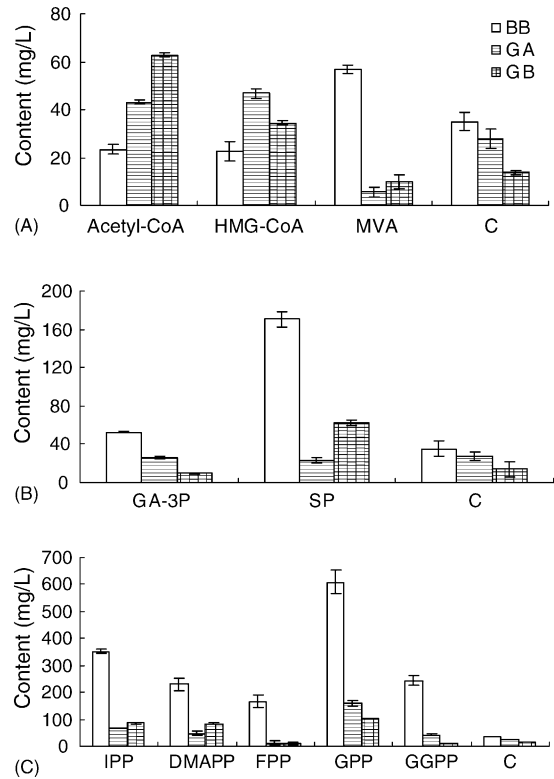 Content (mg/L)
80
60
40
20
0
BB
GA
GB
Acetyl-CoA HMG-CoA MVA C
(A)
Content (mg/L)
200
160
120
80
40
0
GA-3P SP C
(B)
Content (mg/L)
700
600
500
400
300
200
100
0
IPP DMAPP FPP GPP GGPP C
(C)